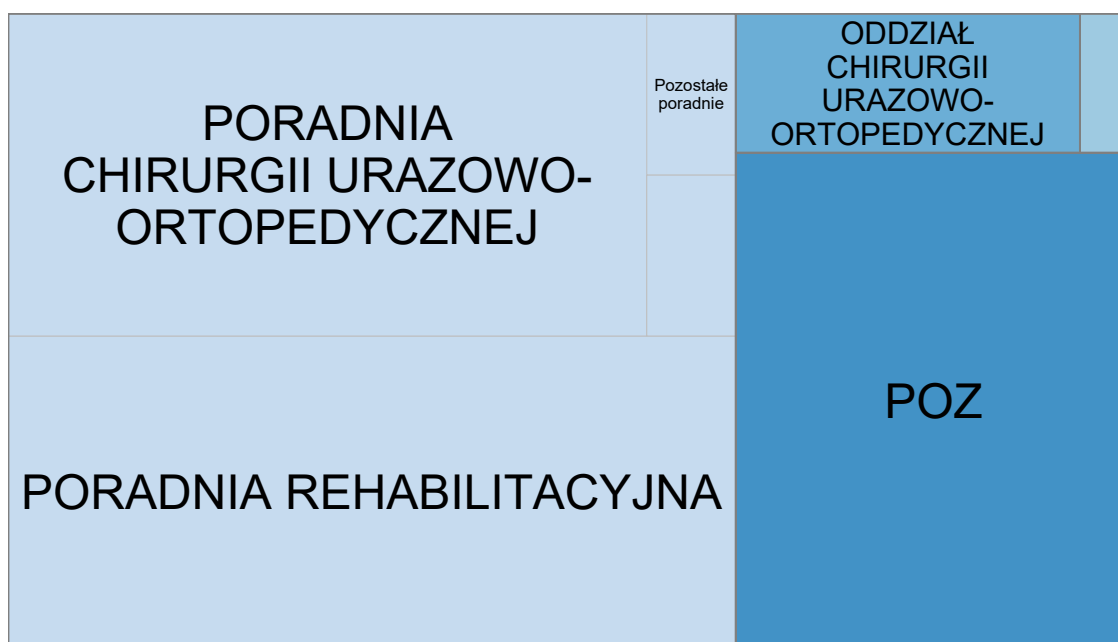 PORADNIA
CHIRURGII URAZOWO-
ORTOPEDYCZNEJ
Pozostałe
poradnie
ODDZIAŁ
CHIRURGII
URAZOWO-
ORTOPEDYCZNEJ
POZ
PORADNIA REHABILITACYJNA